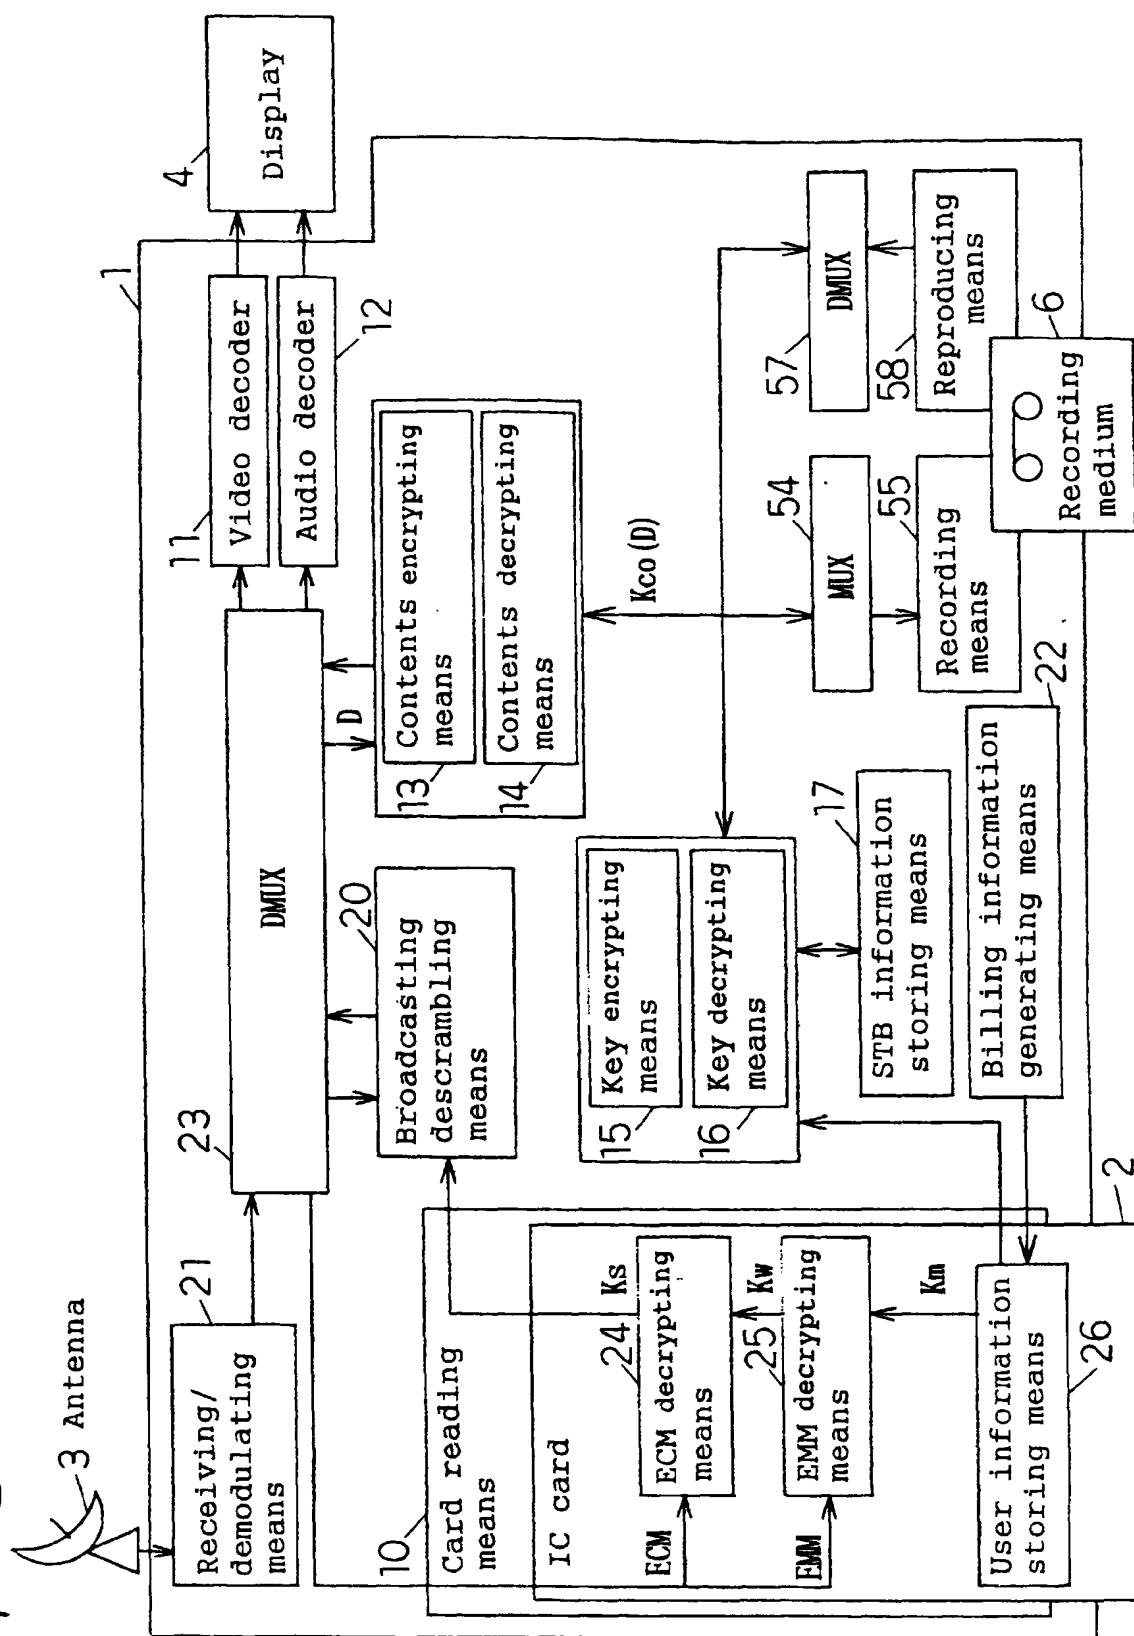 3 Antenna
21
Receiving/
demodulating
means
23
DMUX
1
11
Video decoder
Audio decoder
12
4
Display
D
Contents encrypting
means
13
Contents decrypting
means
14
20
Broadcasting
descrambling
means
10
Card reading
means
IC card
ECM
EMM
Ks
24
ECM decrypting
means
Kw
25
EMM decrypting
means
Km
User information
storing means
26
2
Key encrypting
means
15
Key decrypting
means
16
17
STB information
storing means
Billing information
generating means
22
Kco(D)
54
MUX
55
Recording
means
57
DMUX
58
Reproducing
means
6
Recording
medium